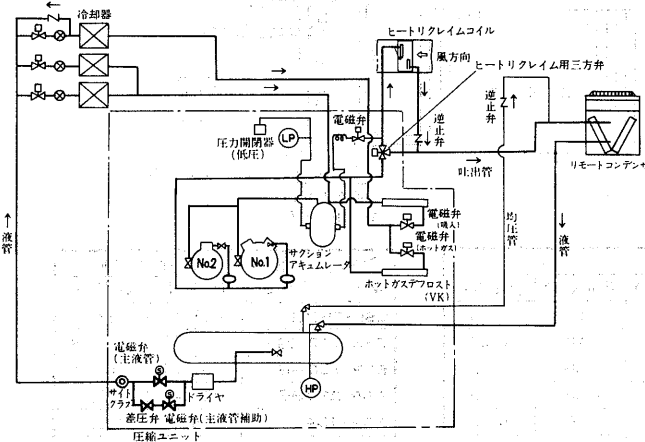 冷却器
ヒートリクレイムコイル
風方向
ヒートリクレイム用三方弁
電磁弁
逆止弁
逆止弁
圧力開閉器
(低圧)
LP
リモートコンデンサ
吐出管
液管
均圧管
液管
電磁弁
(吸入)
電磁弁
(ホットガス)
No.2
No.1
サクション
アキュムレータ
ホットガスデフロスト
(VK)
電磁弁
(主液管)
S
HP
サイト
グラス
ドライヤ
S
差圧弁 電磁弁(主液管補助)
圧縮ユニット